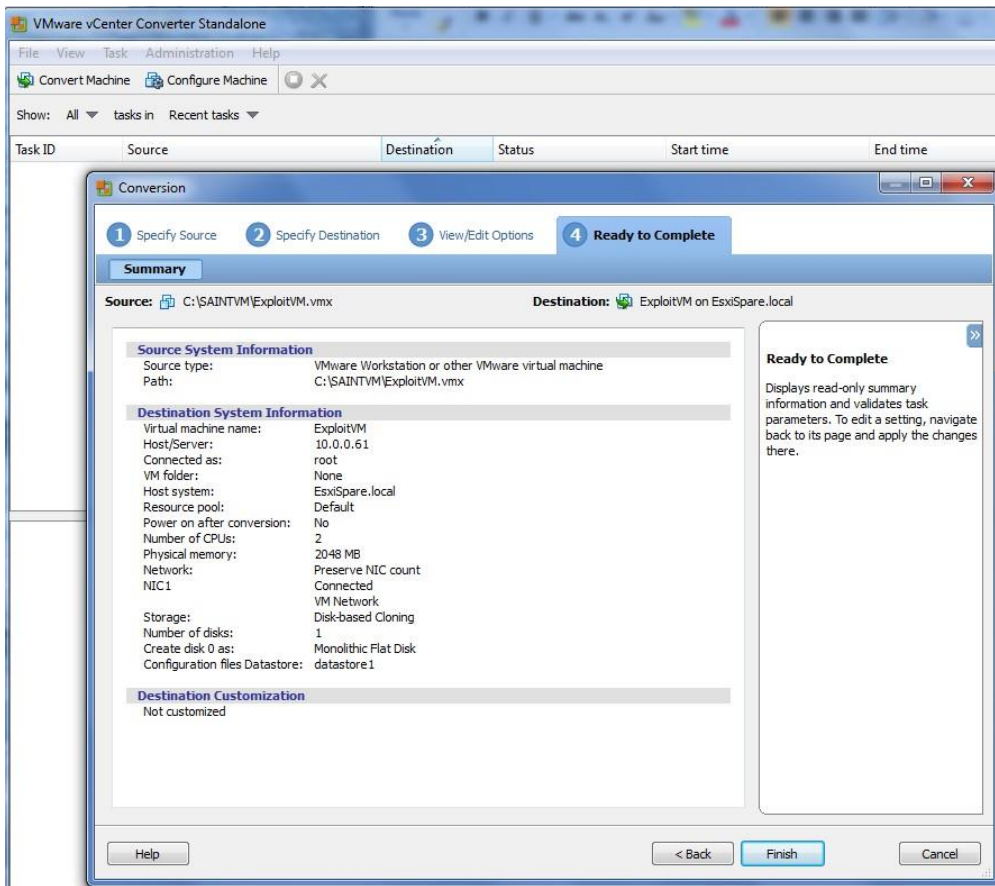 VMware vCenter Converter Standalone
File View Task Administration Help
Convert Machine Configure Machine
Show: All tasks in Recent tasks
Task ID Source Destination Status Start time End time
Conversion
1 Specify Source 2 Specify Destination 3 View/Edit Options 4 Ready to Complete
Summary
Source: C:\SAINTVM\ExploitVM.vmx Destination: ExploitVM on EsxiSpare.local
Source System Information
Source type: VMware Workstation or other VMware virtual machine
Path: C:\SAINTVM\ExploitVM.vmx
Destination System Information
Virtual machine name: ExploitVM
Host/Server: 10.0.0.61
Connected as: root
VM folder: None
Host system: EsxiSpare.local
Resource pool: Default
Power on after conversion: No
Number of CPUs: 2
Physical memory: 2048 MB
Network: Preserve NIC count
NIC1 Connected
VM Network
Storage: Disk-based Cloning
Number of disks: 1
Create disk 0 as: Monolithic Flat Disk
Configuration files Datastore: datastore1
Destination Customization
Not customized
Ready to Complete
Displays read-only summary
information and validates task
parameters. To edit a setting, navigate
back to its page and apply the changes
there.
Help < Back Finish Cancel